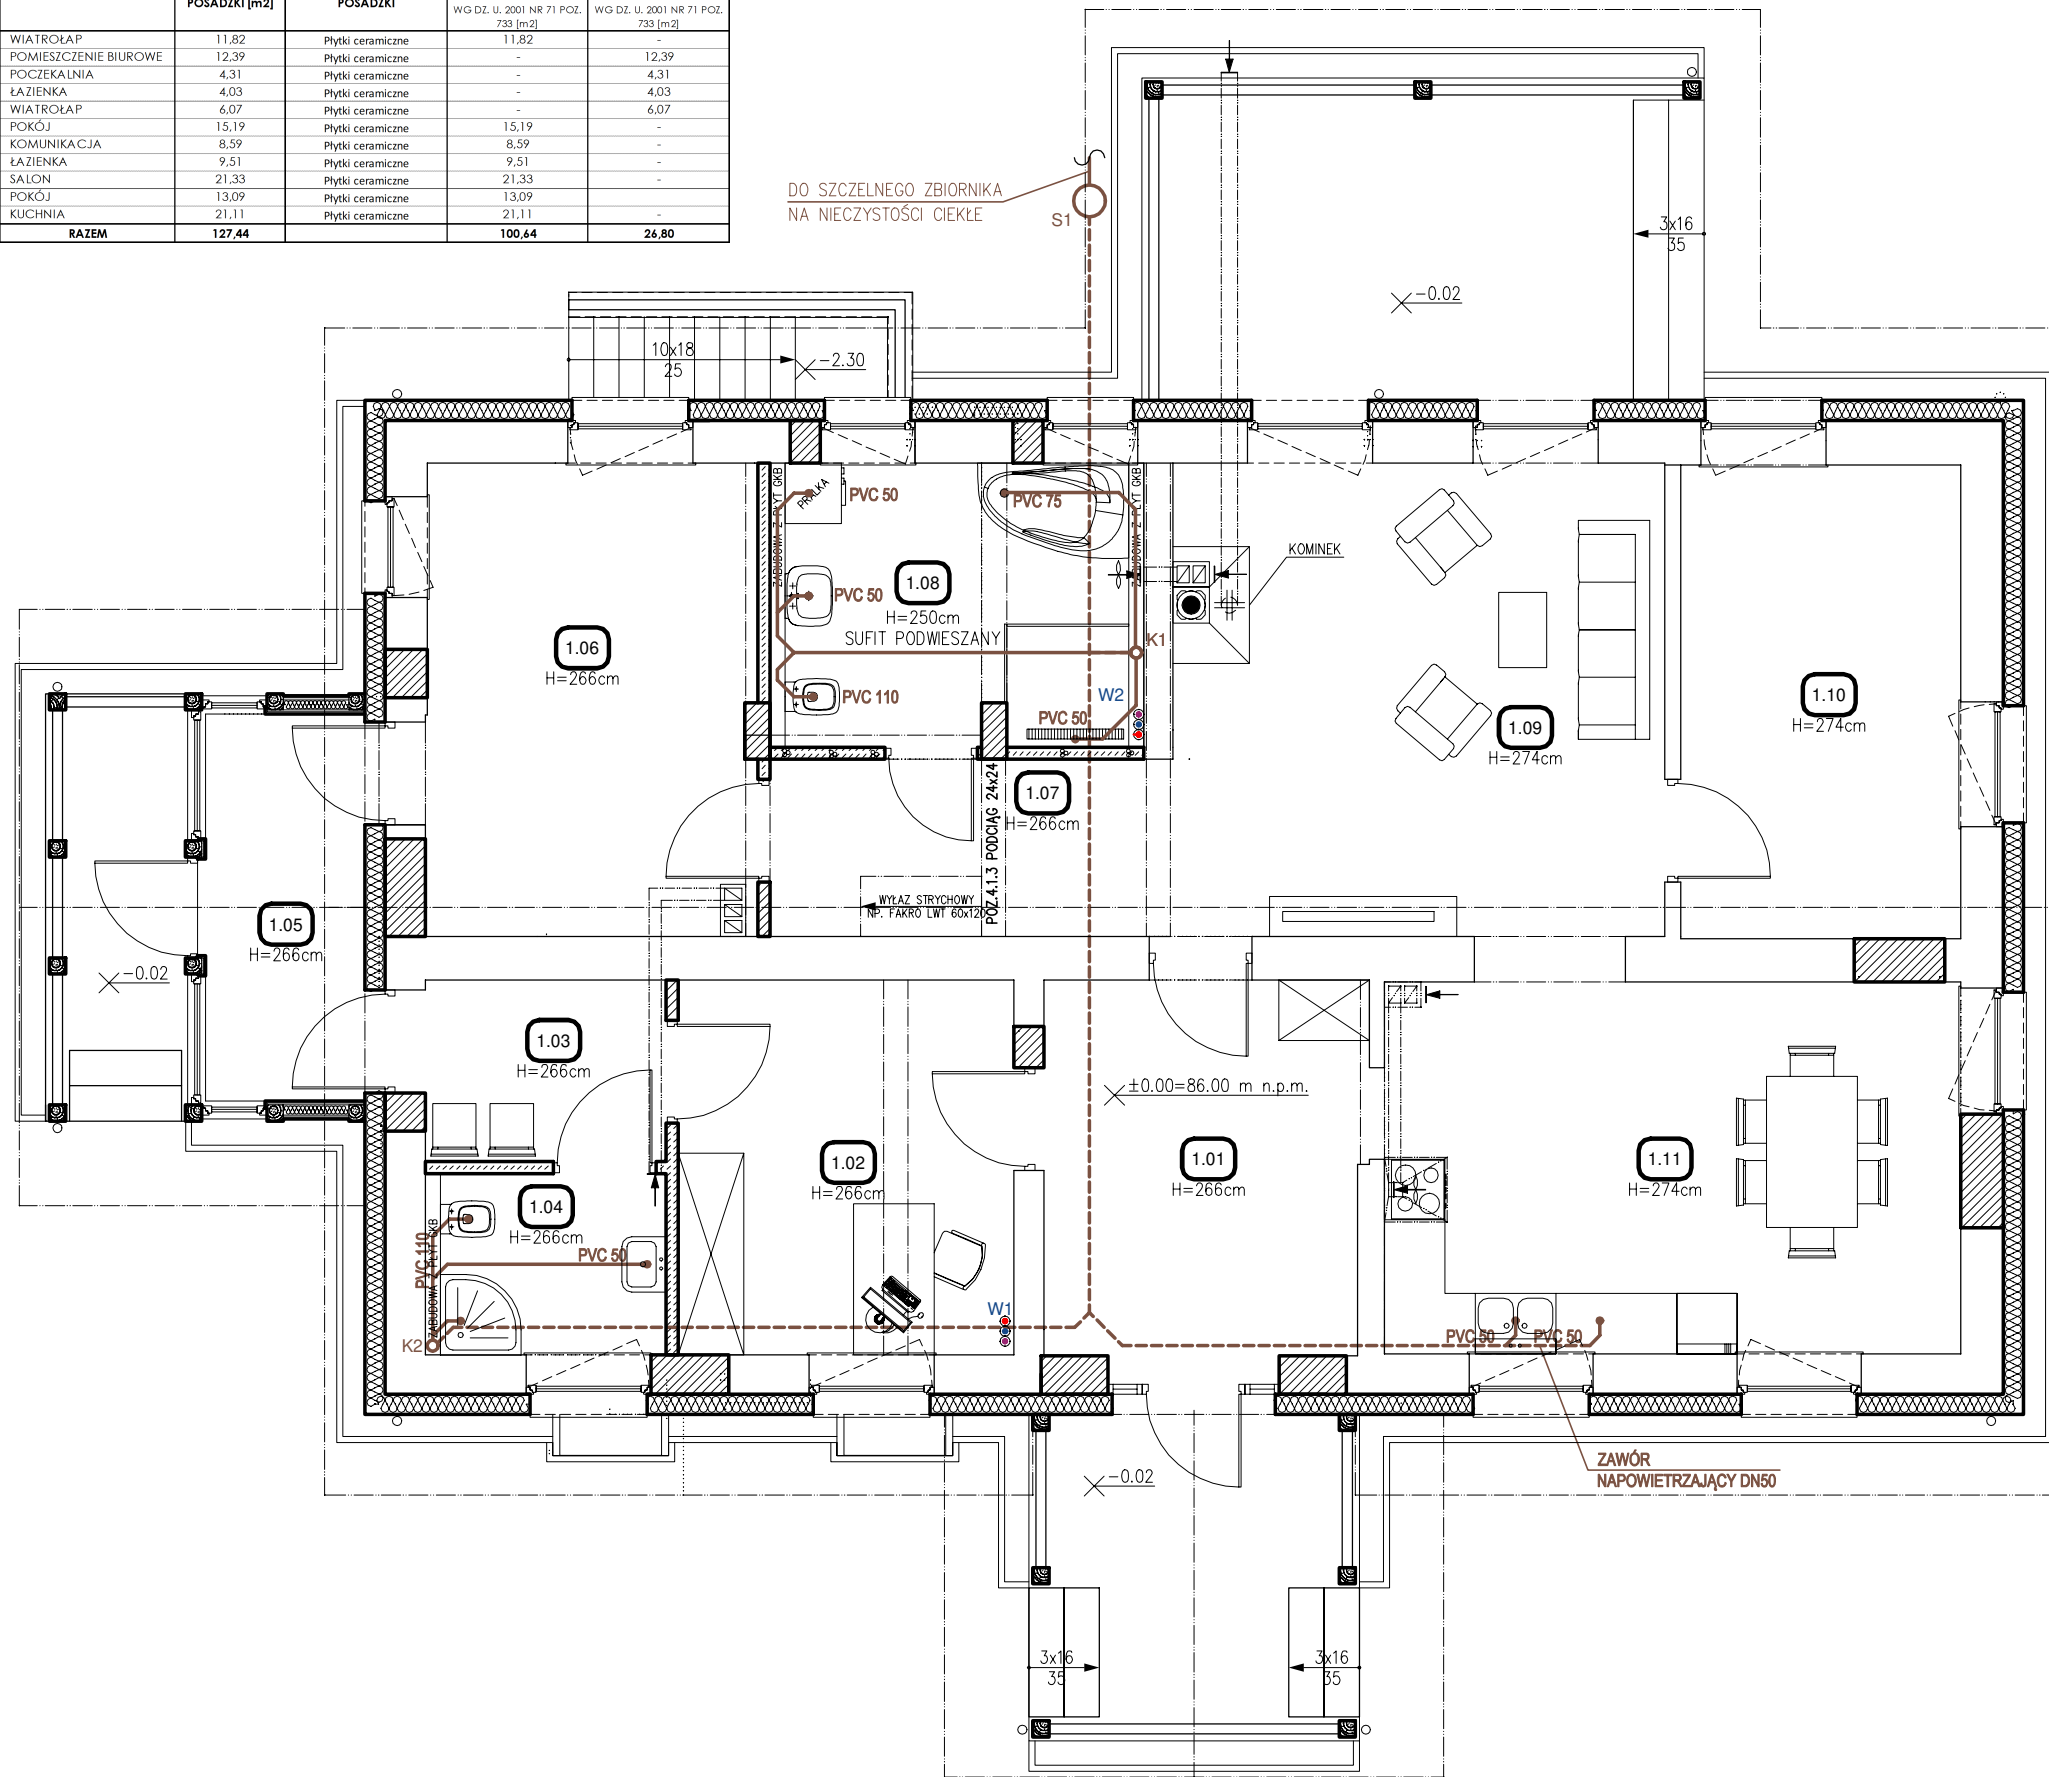 POSADZKI [m2] POSADZKI WG DZ. U. 2001 NR 71 POZ. 733 [m2] WG DZ. U. 2001 NR 71 POZ. 733 [m2]
WIATROŁAP 11,82 Płytki ceramiczne 11,82 -
POMIESZCZENIE BIUROWE 12,39 Płytki ceramiczne - 12,39
POCZEKALNIA 4,31 Płytki ceramiczne - 4,31
ŁAZIENKA 4,03 Płytki ceramiczne - 4,03
WIATROŁAP 6,07 Płytki ceramiczne - 6,07
POKÓJ 15,19 Płytki ceramiczne 15,19 -
KOMUNIKACJA 8,59 Płytki ceramiczne 8,59 -
ŁAZIENKA 9,51 Płytki ceramiczne 9,51 -
SALON 21,33 Płytki ceramiczne 21,33 -
POKÓJ 13,09 Płytki ceramiczne 13,09
KUCHNIA 21,11 Płytki ceramiczne 21,11 -
RAZEM 127,44 100,64 26,80
DO SZCZELNEGO ZBIORNIKA
NA NIECZYSTOŚCI CIEKŁE
S1
3x16
35
-0.02
10x18
25
-2.30
ZABUDOWA Z PŁYT GKB
PRALKA
PVC 50
PVC 75
ZABUDOWA Z PŁYT GKB
KOMINEK
1.08
H=250cm
SUFIT PODWIESZANY
PVC 50
K1
1.06
H=266cm
PVC 110
W2
PVC 50
1.09
H=274cm
1.10
H=274cm
1.07
H=266cm
POZ.4.1.3 PODCIĄG 24x24
WYŁAZ STRYCHOWY
NP. FAKRO LWT 60x120
1.05
H=266cm
-0.02
1.03
H=266cm
±0.00=86.00 m n.p.m.
1.02
H=266cm
1.01
H=266cm
1.11
H=274cm
1.04
H=266cm
PVC 110
ZABUDOWA Z PŁYT GKB
PVC 50
K2
W1
PVC 50
PVC 50
ZAWÓR
NAPOWIETRZAJĄCY DN50
-0.02
3x16
35
3x16
35